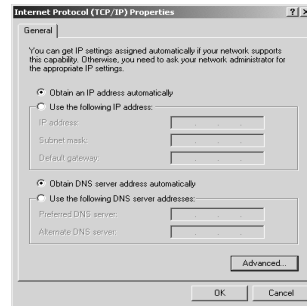 Internet Protocol (TCP/IP) Properties
General
You can get IP settings assigned automatically if your network supports
this capability. Otherwise, you need to ask your network administrator for
the appropriate IP settings.
Obtain an IP address automatically
Use the following IP address:
IP address:
Subnet mask:
Default gateway:
Obtain DNS server address automatically
Use the following DNS server addresses:
Preferred DNS server:
Alternate DNS server:
Advanced...
OK
Cancel